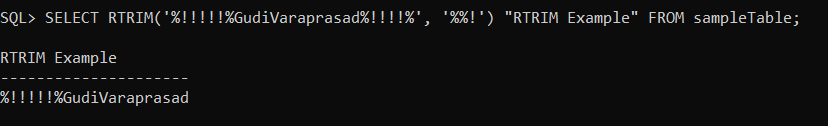 SQL> SELECT RTRIM('%!!!!!%GudiVaraprasad%!!!!%', '%%!') "RTRIM Example" FROM sampleTable;
RTRIM Example
---------------------
%!!!!!%GudiVaraprasad